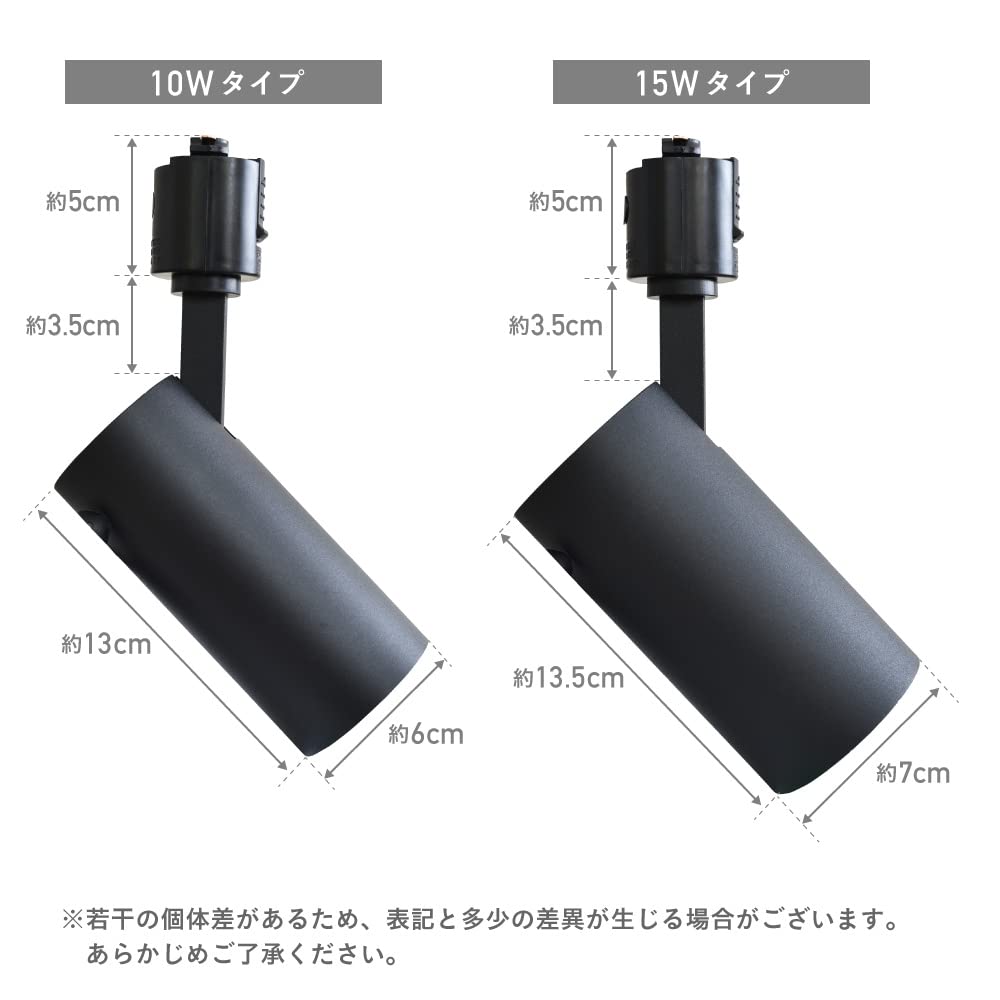 10Wタイプ
15Wタイプ
約5cm
約3.5cm
約13cm
約6cm
約5cm
約3.5cm
約13.5cm
約7cm
※若干の個体差があるため、表記と多少の差異が生じる場合がございます。
あらかじめご了承ください。